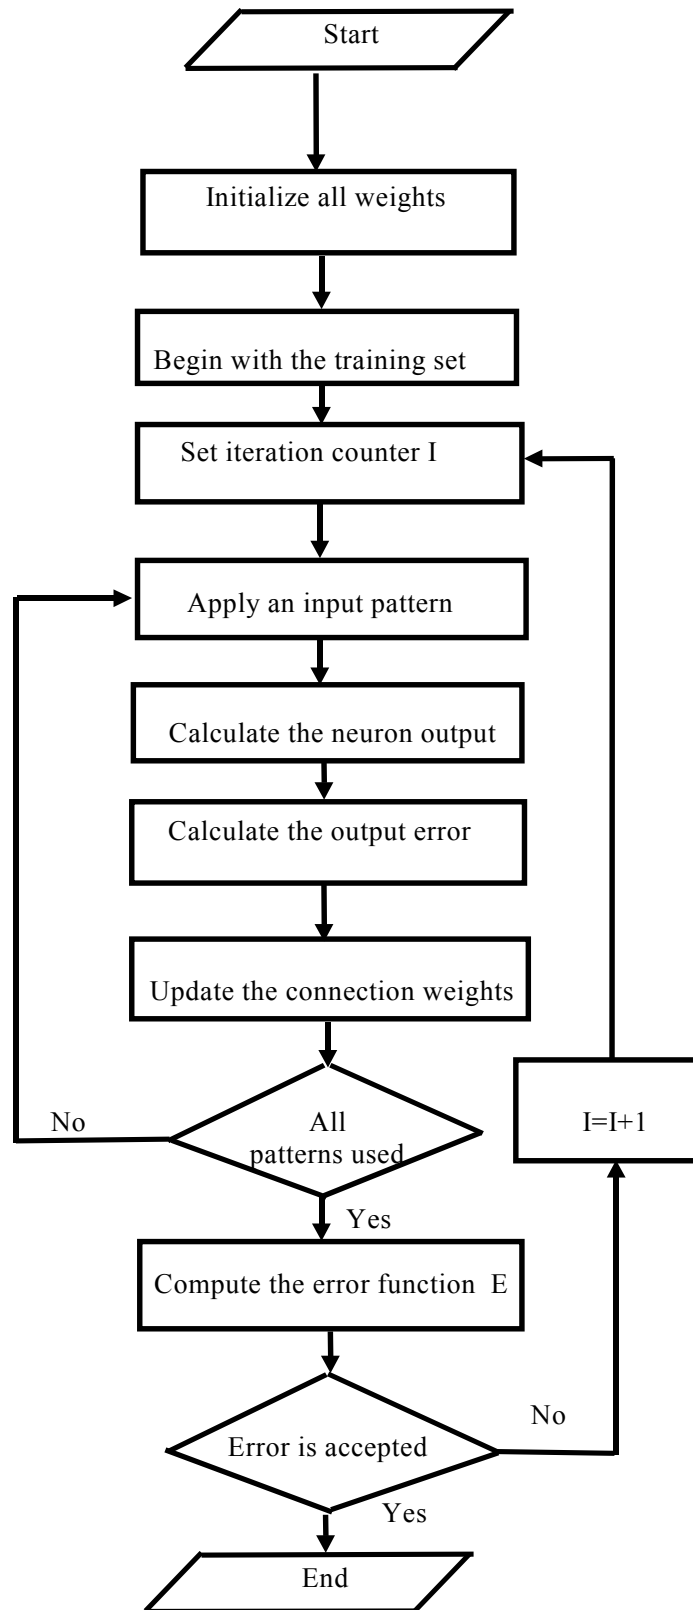 Start
Initialize all weights
Begin with the training set
Set iteration counter I
Apply an input pattern
Calculate the neuron output
Calculate the output error
Update the connection weights
No
All
patterns used
I=I+1
Yes
Compute the error function E
No
Error is accepted
Yes
End